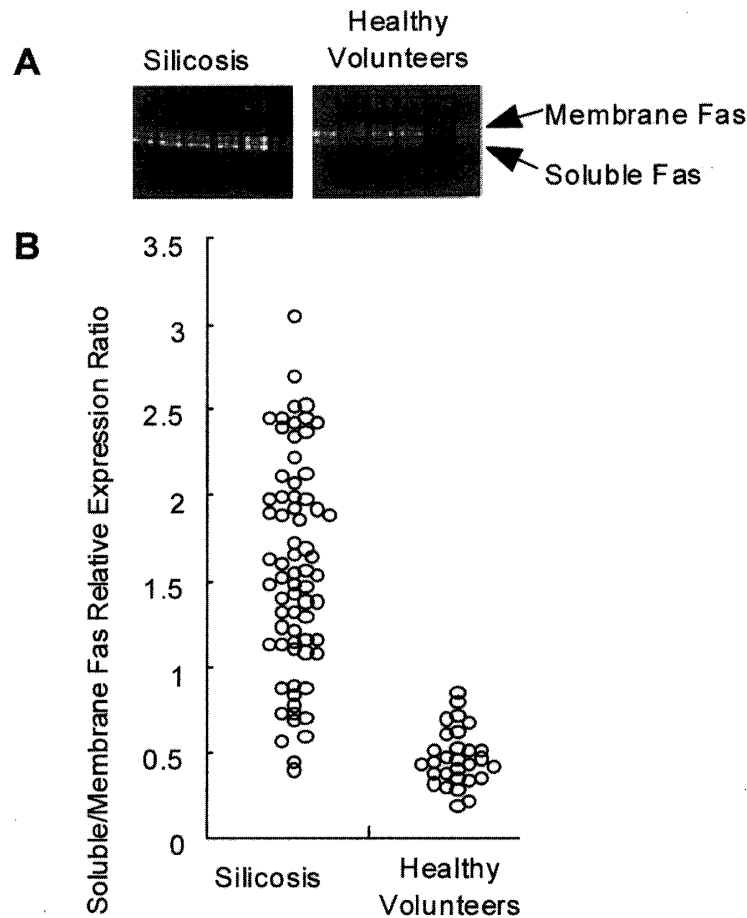 A
Silicosis
Healthy
Volunteers
Membrane Fas
Soluble Fas
B
Soluble/Membrane Fas Relative Expression Ratio
3.5
3
2.5
2
1.5
1
0.5
0
Silicosis
Healthy
Volunteers